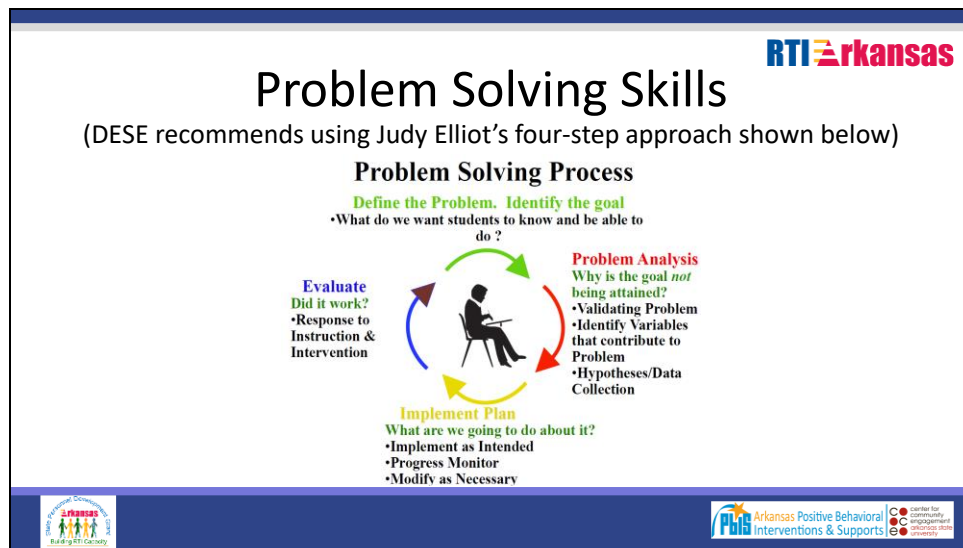 RTI Arkansas
Problem Solving Skills
(DESE recommends using Judy Elliot's four-step approach shown below)
Problem Solving Process
Define the Problem. Identify the goal
•What do we want students to know and be able to
do ?
Problem Analysis
Why is the goal not
being attained?
•Validating Problem
•Identify Variables
that contribute to
Problem
•Hypotheses/Data
Collection
Implement Plan
What are we going to do about it?
•Implement as Intended
•Progress Monitor
•Modify as Necessary
Evaluate
Did it work?
•Response to
Instruction &
Intervention
State Personnel Development Grant
Arkansas
Building RTI Capacity
PBIS
Arkansas Positive Behavioral
Interventions & Supports
c center for
o community
c engagement
e arkansas state
university